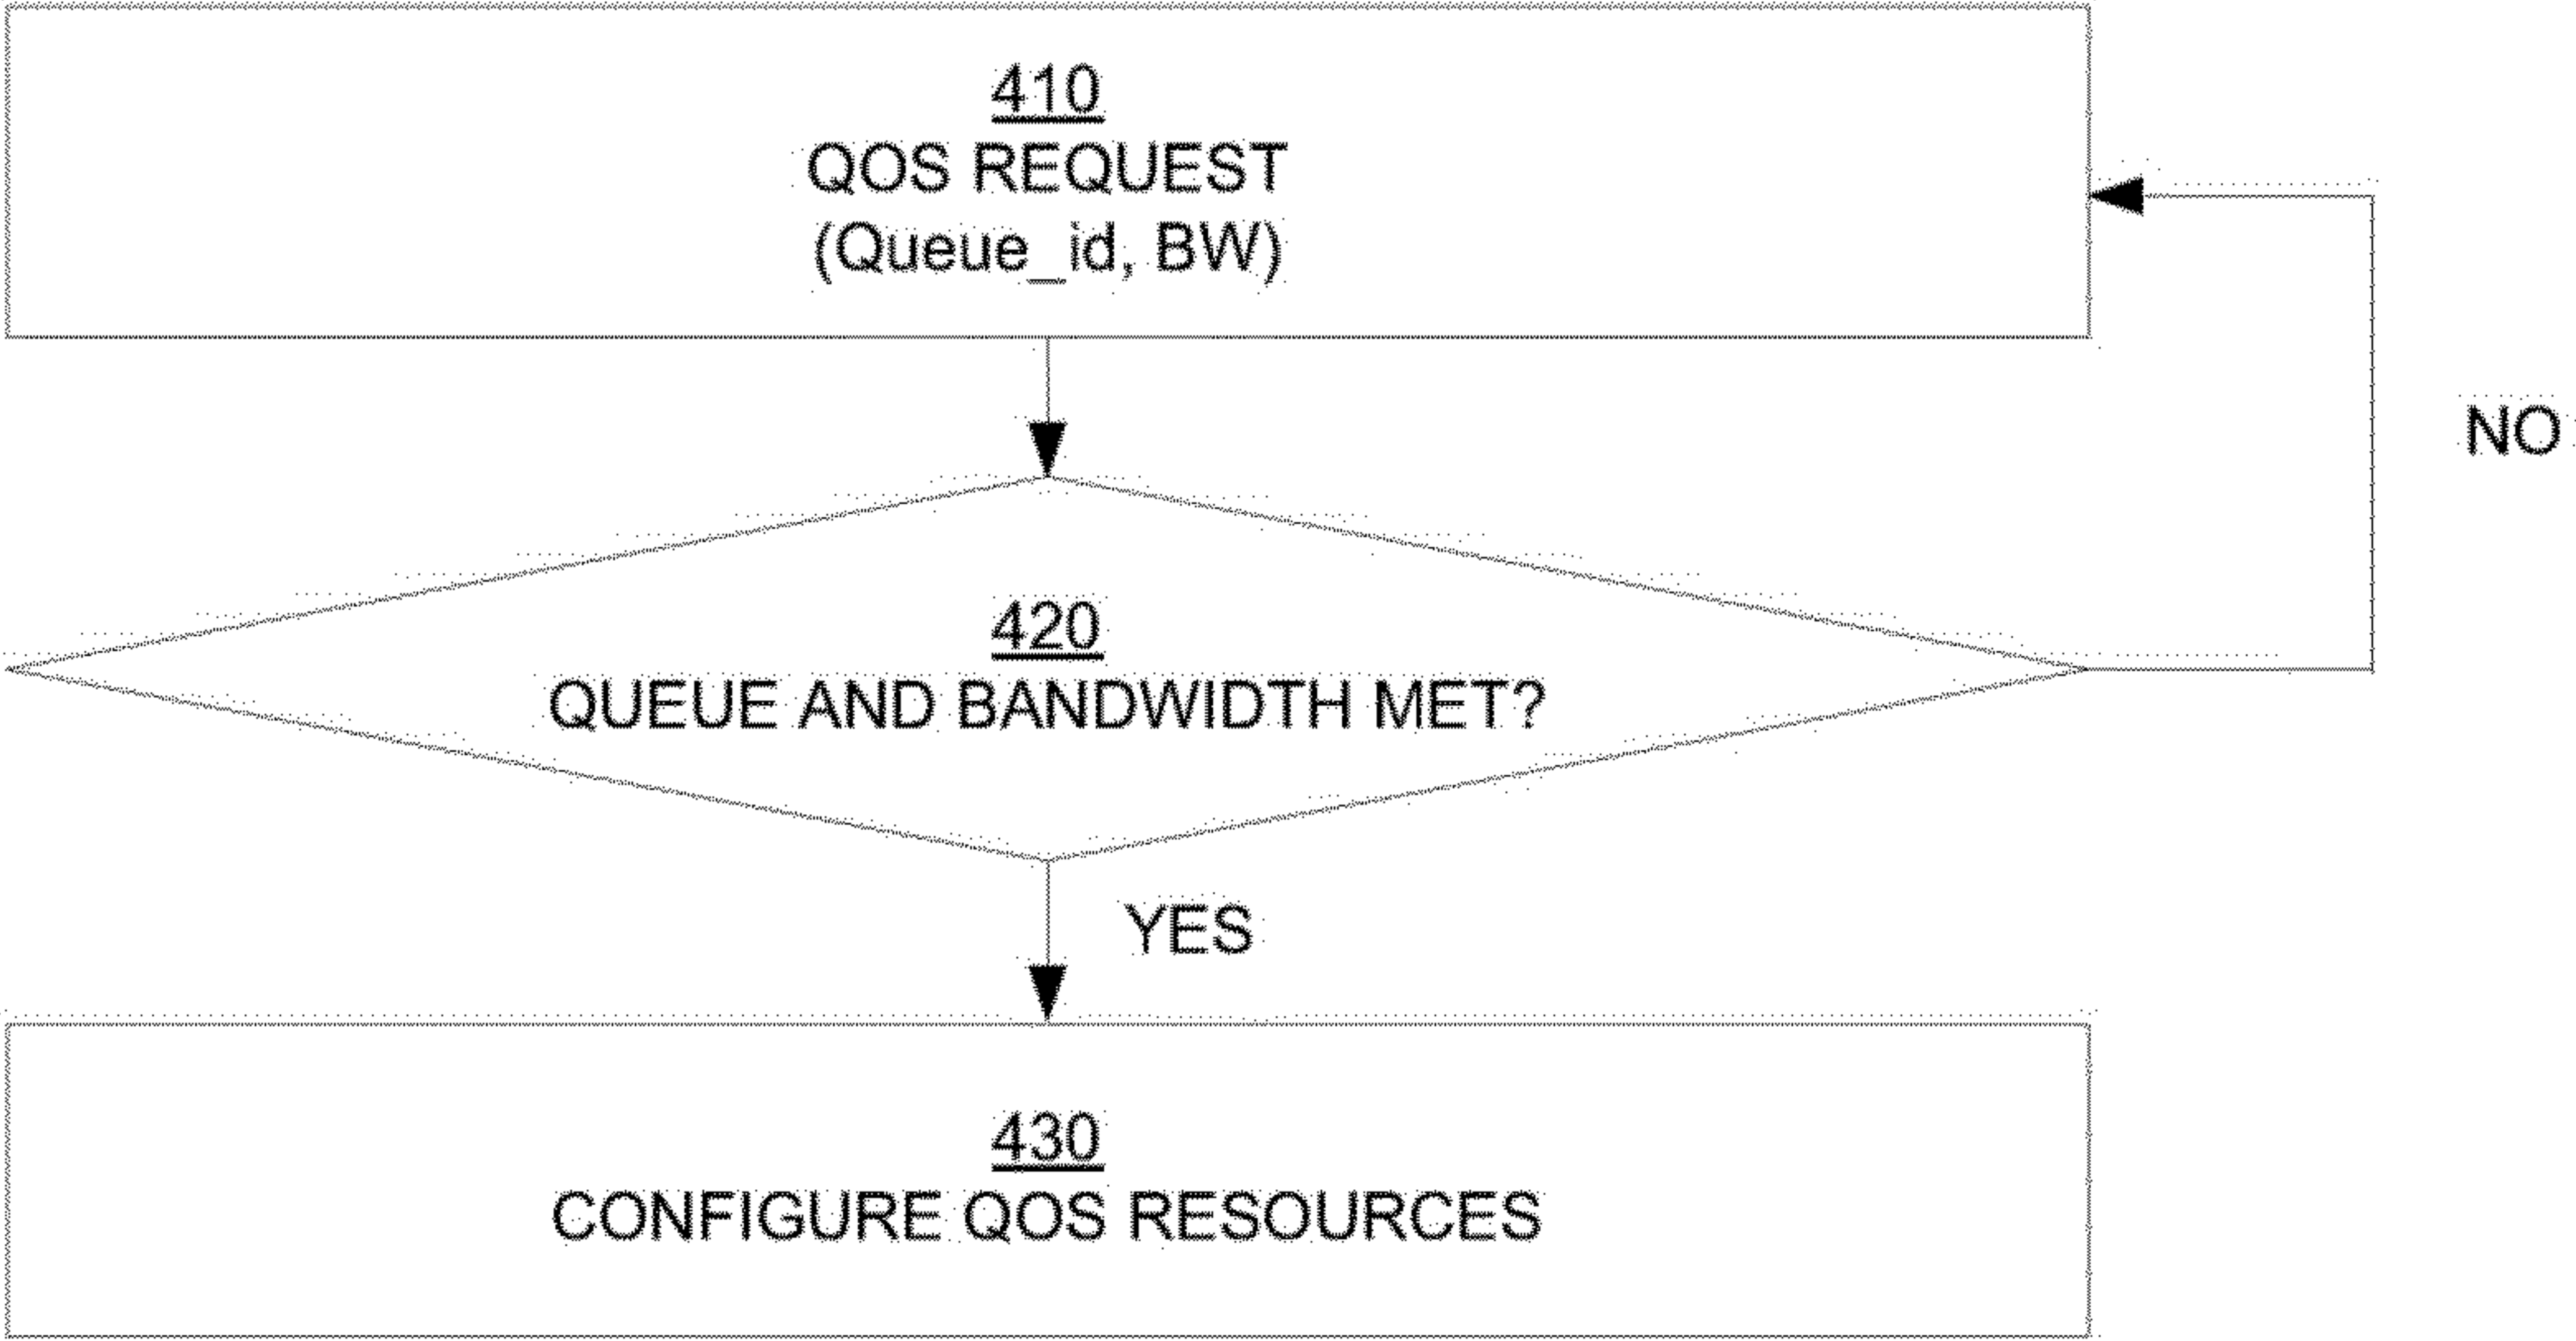 410
QOS REQUEST
(Queue_id, BW)
NO
420
QUEUE AND BANDWIDTH MET?
YES
430
CONFIGURE QOS RESOURCES